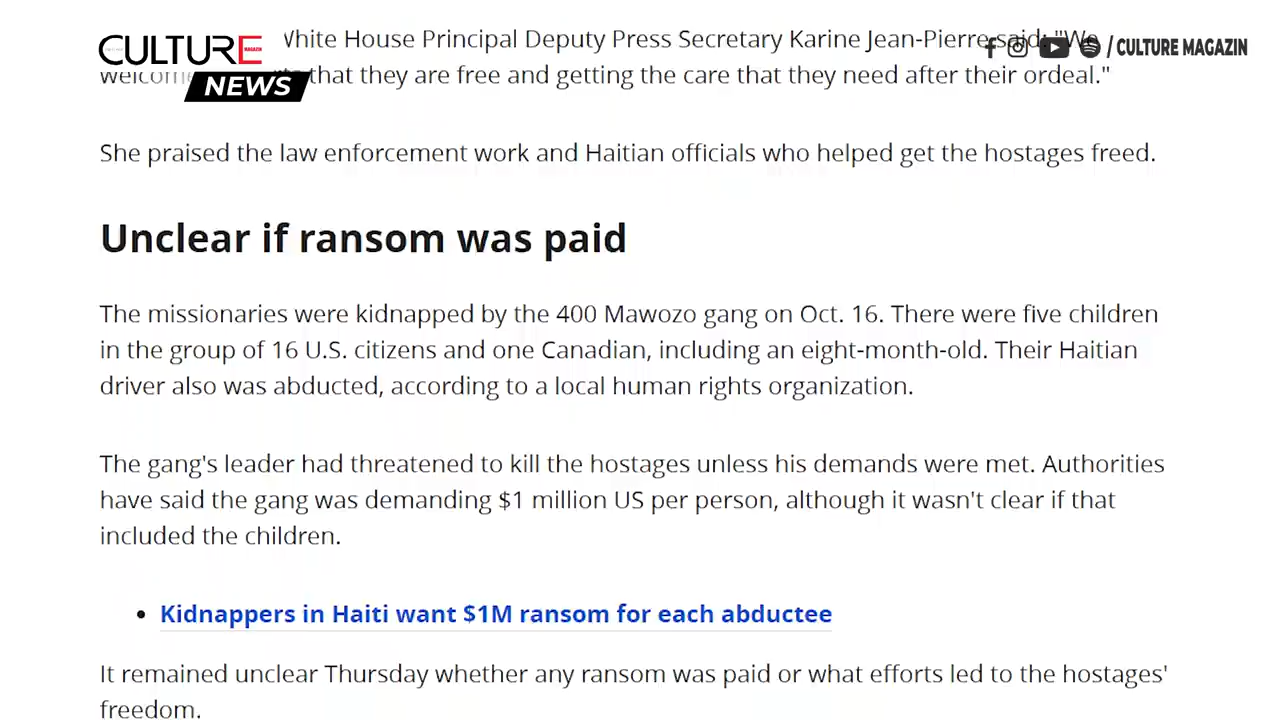 CULTURE
MAGAZIN
NEWS
/ CULTURE MAGAZIN
White House Principal Deputy Press Secretary Karine Jean-Pierre said: "We
welcome that they are free and getting the care that they need after their ordeal."
She praised the law enforcement work and Haitian officials who helped get the hostages freed.
Unclear if ransom was paid
The missionaries were kidnapped by the 400 Mawozo gang on Oct. 16. There were five children
in the group of 16 U.S. citizens and one Canadian, including an eight-month-old. Their Haitian
driver also was abducted, according to a local human rights organization.
The gang's leader had threatened to kill the hostages unless his demands were met. Authorities
have said the gang was demanding $1 million US per person, although it wasn't clear if that
included the children.
• Kidnappers in Haiti want $1M ransom for each abductee
It remained unclear Thursday whether any ransom was paid or what efforts led to the hostages'
freedom.